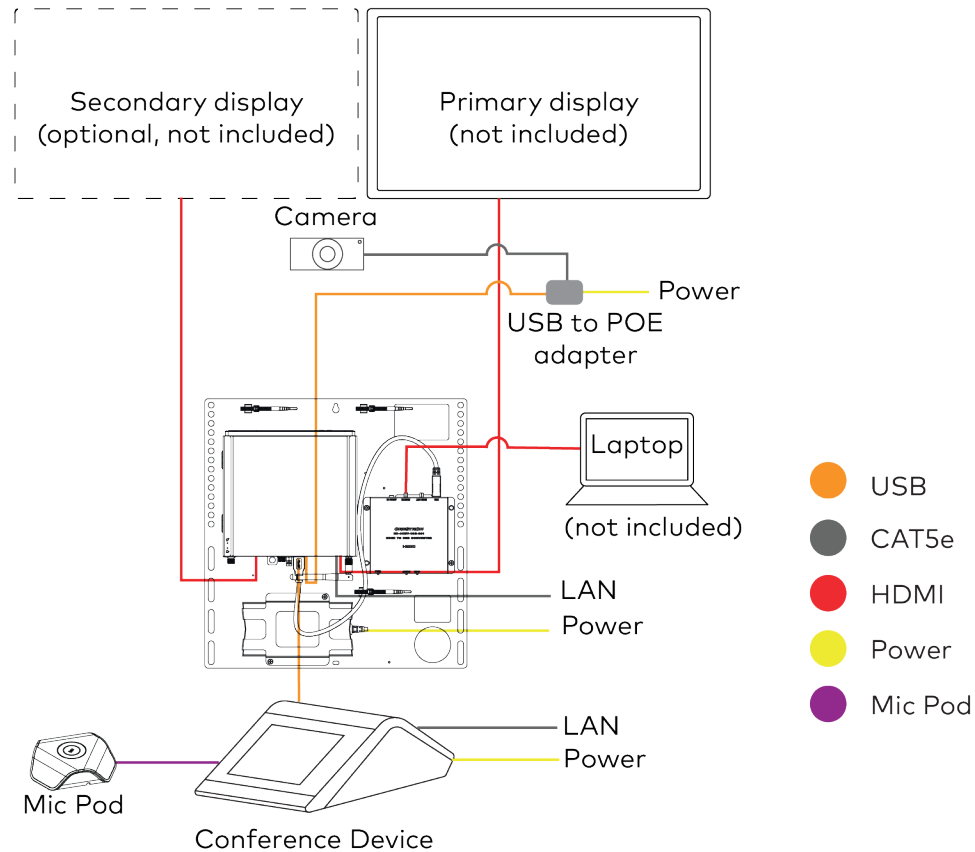 Secondary display
(optional, not included)
Primary display
(not included)
Camera
Power
USB to POE
adapter
Laptop
(not included)
USB
CAT5e
HDMI
Power
Mic Pod
LAN
Power
LAN
Power
Mic Pod
Conference Device